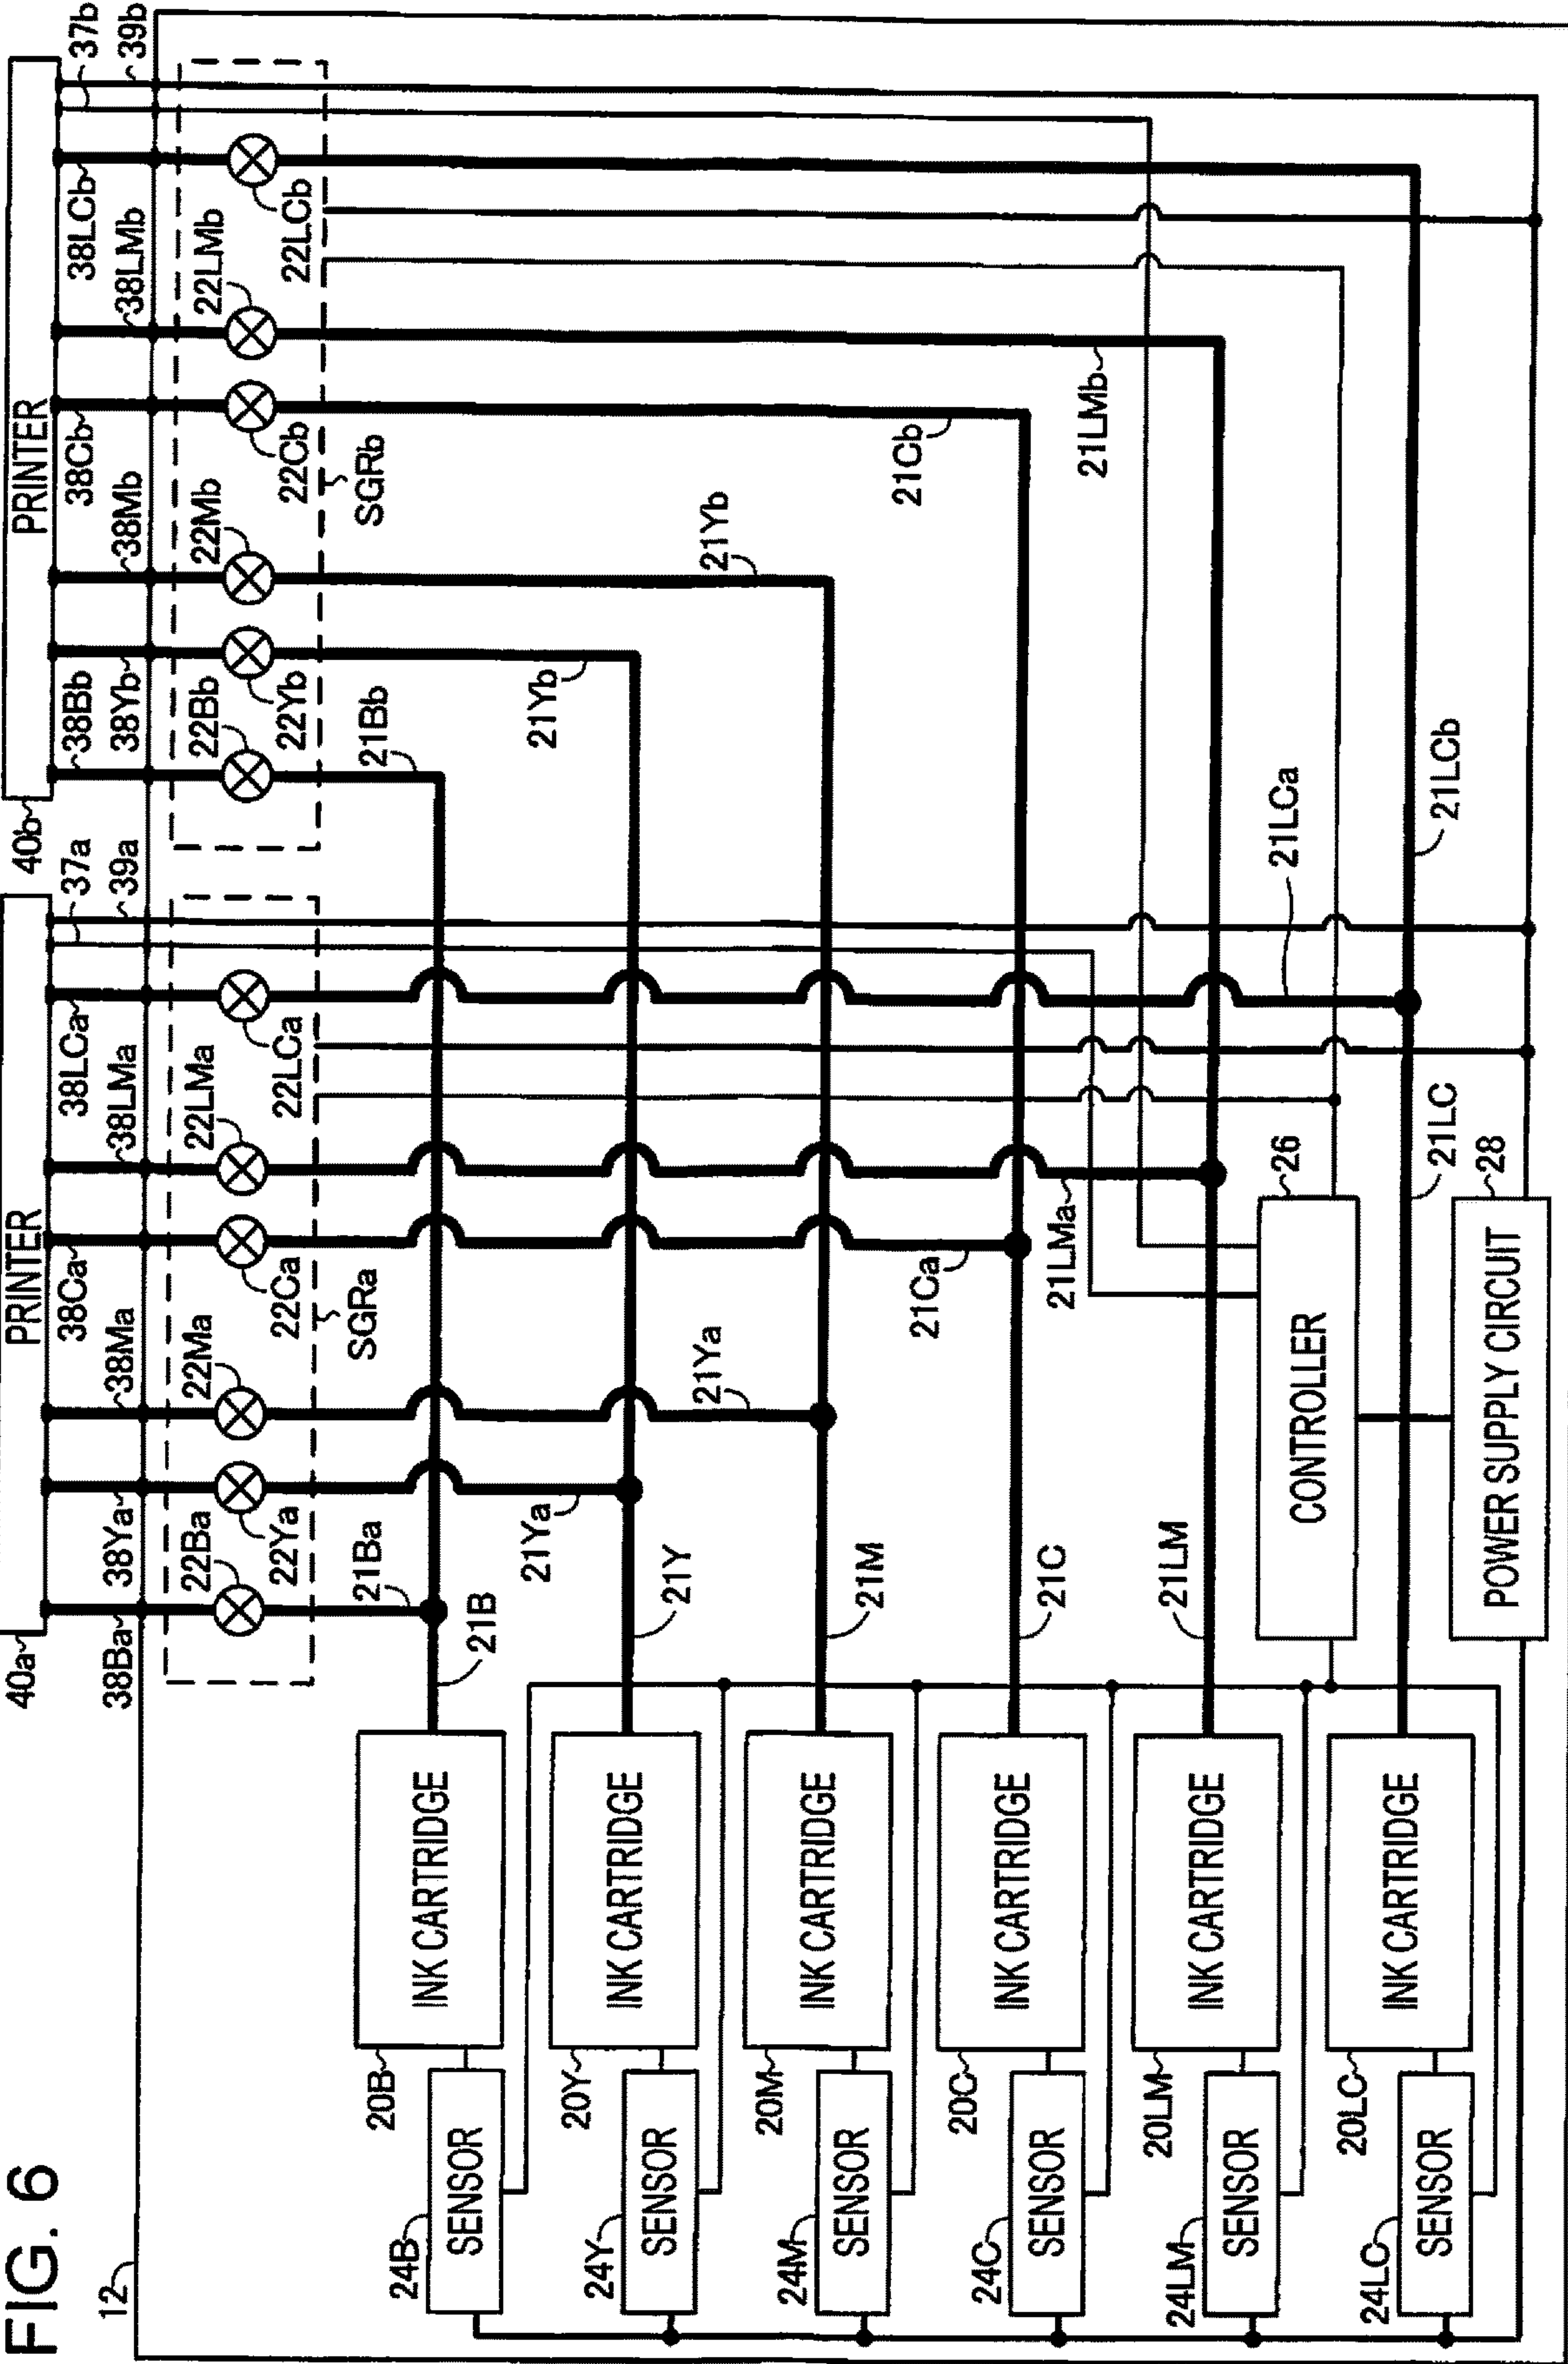 FIG. 6
12
40a
PRINTER
40b
PRINTER
38Ba
38Ya
38Ma
38Ca
38LMa
38LCa
37a
39a
38Bb
38Yb
38Mb
38Cb
38LMb
38LCb
37b
39b
22Ba
22Ya
22Ma
22Ca
22LMa
22LCa
22Bb
22Yb
22Mb
22Cb
22LMb
22LCb
SGRa
SGRb
21Ba
21Bb
24B
SENSOR
20B
INK CARTRIDGE
21B
21Ya
21Yb
24Y
SENSOR
20Y
INK CARTRIDGE
21Y
21Ya
21Yb
24M
SENSOR
20M
INK CARTRIDGE
21M
21Ca
21Cb
24C
SENSOR
20C
INK CARTRIDGE
21C
21LMa
21LMb
24LM
SENSOR
20LM
INK CARTRIDGE
21LM
CONTROLLER
26
21LCa
24LC
SENSOR
20LC
INK CARTRIDGE
21LC
21LCb
POWER SUPPLY CIRCUIT
28